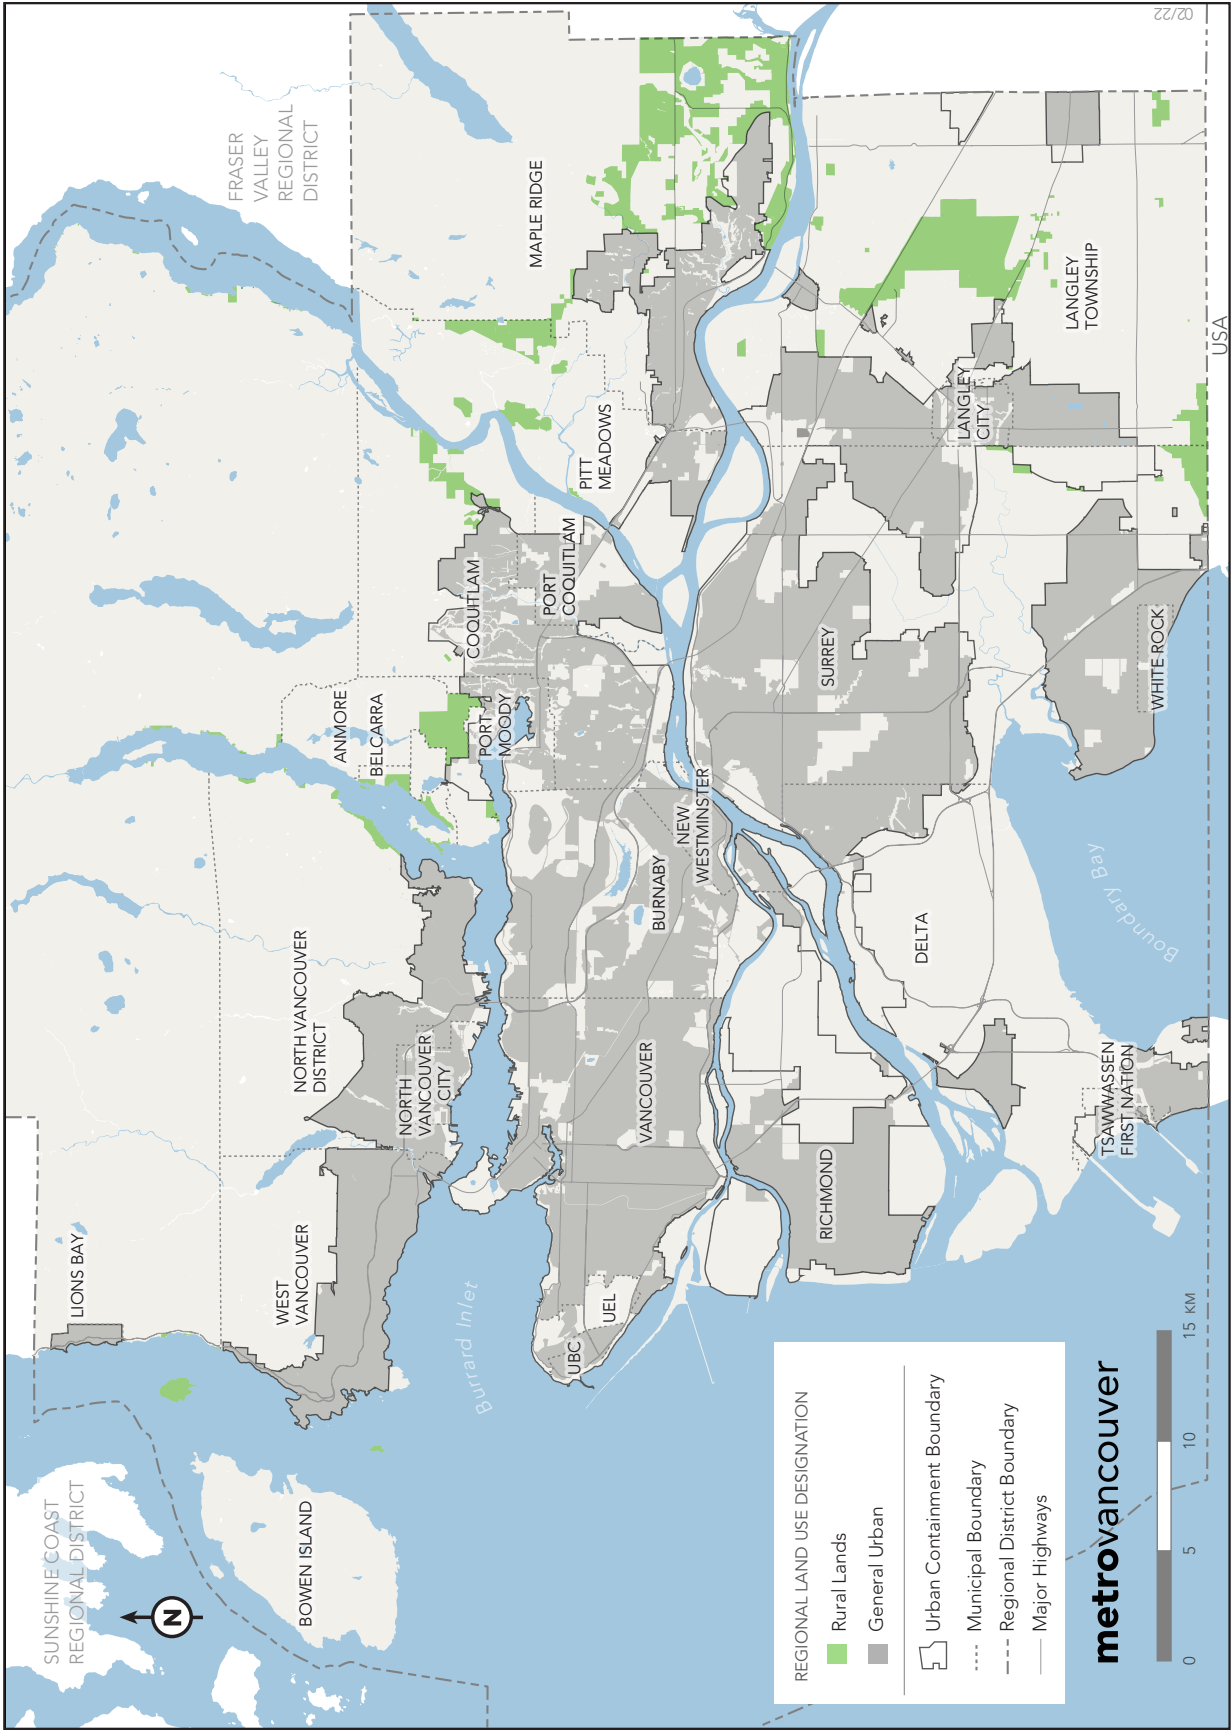 SUNSHINE COAST
REGIONAL DISTRICT
N
BOWEN ISLAND
LIONS BAY
WEST
VANCOUVER
NORTH VANCOUVER
DISTRICT
NORTH
VANCOUVER
CITY
ANMORE
BELCARRA
FRASER
VALLEY
REGIONAL
DISTRICT
COQUITLAM
PORT
MOODY
PORT
COQUITLAM
PITT
MEADOWS
MAPLE RIDGE
Burrard Inlet
UBC
UEL
VANCOUVER
BURNABY
NEW
WESTMINSTER
RICHMOND
SURREY
DELTA
LANGLEY
CITY
LANGLEY
TOWNSHIP
TSAWWASSEN
FIRST NATION
Boundary Bay
WHITE ROCK
USA
REGIONAL LAND USE DESIGNATION
Rural Lands
General Urban
Urban Containment Boundary
Municipal Boundary
Regional District Boundary
Major Highways
metrovancouver
0 5 10 15 KM
02/22